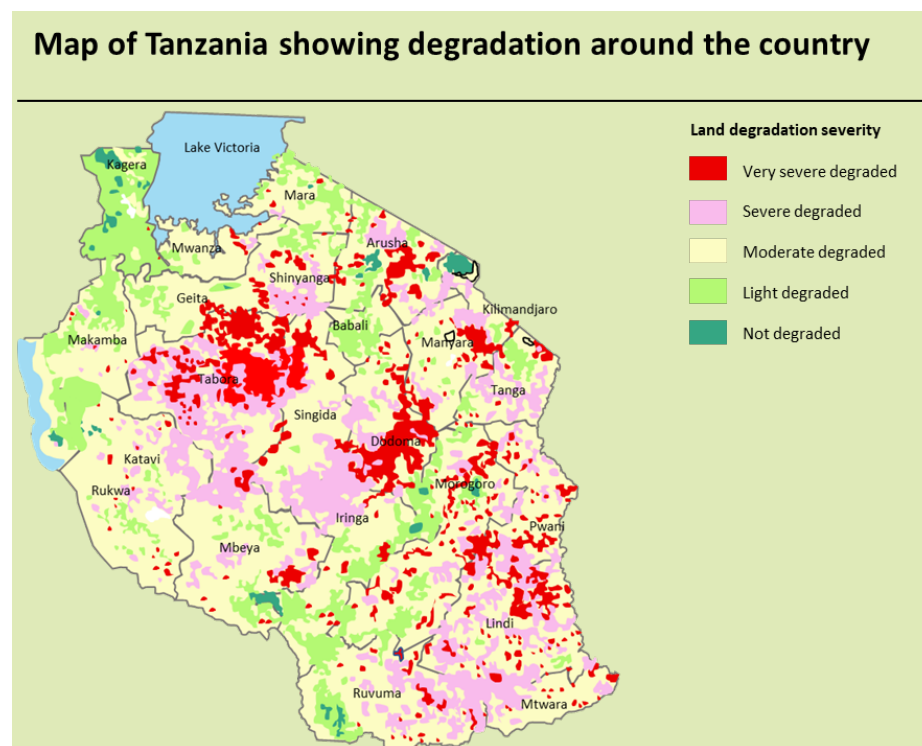 Map of Tanzania showing degradation around the country
Land degradation severity
Very severe degraded
Severe degraded
Moderate degraded
Light degraded
Not degraded
Lake Victoria
Kagera
Mara
Mwanza
Arusha
Shinyanga
Geita
Kilimandjaro
Babali
Makamba
Manyara
Tabora
Tanga
Singida
Dodoma
Katavi
Rukwa
Morogoro
Iringa
Pwani
Mbeya
Lindi
Ruvuma
Mtwara